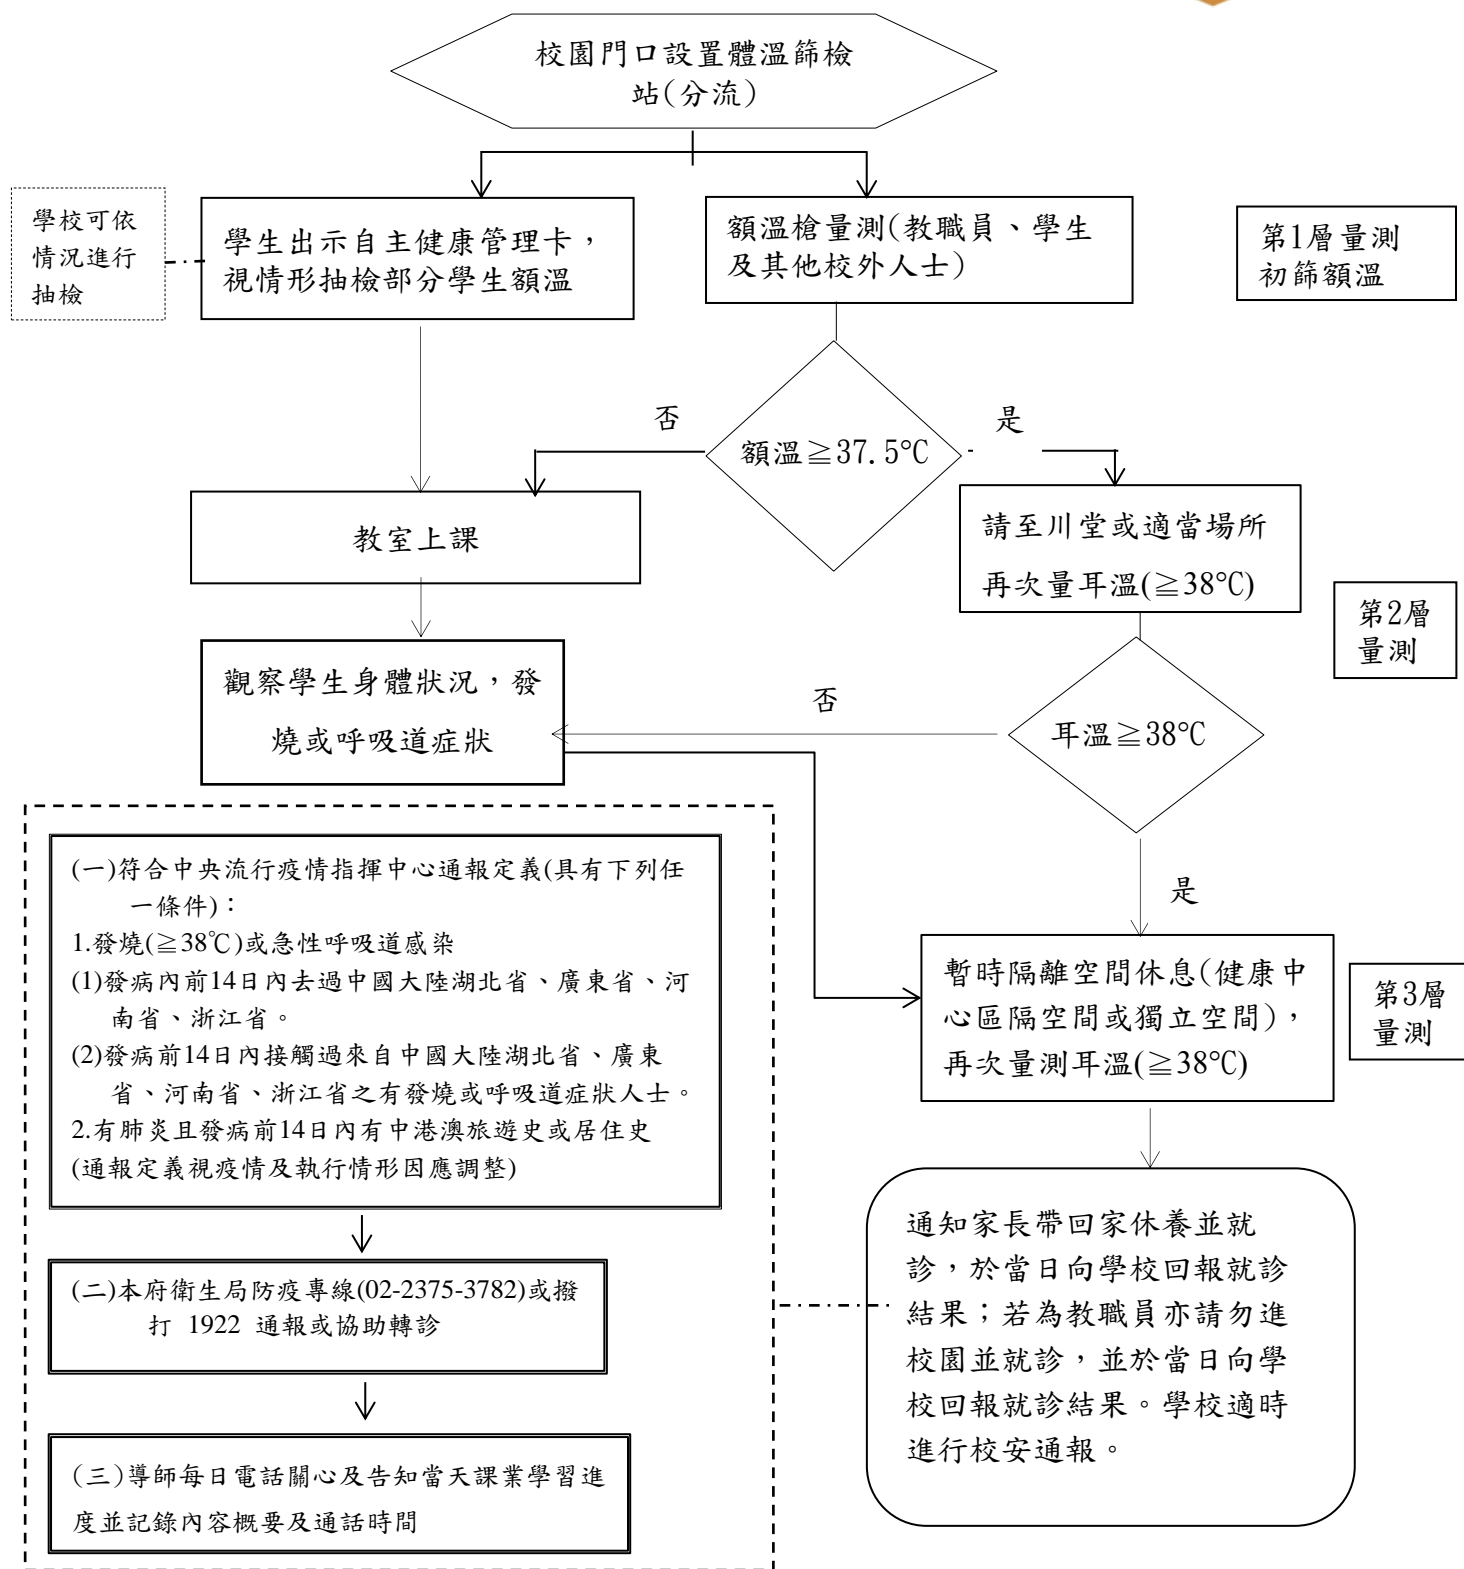 校園門口設置體溫篩檢
站(分流)
學校可依
情況進行
抽檢
學生出示自主健康管理卡，
視情形抽檢部分學生額溫
額溫槍量測(教職員、學生
及其他校外人士)
第1層量測
初篩額溫
否
額溫≧37.5°C
是
教室上課
請至川堂或適當場所
再次量耳溫(≧38°C)
第2層
量測
觀察學生身體狀況，發
燒或呼吸道症狀
否
耳溫≧38°C
是
(一)符合中央流行疫情指揮中心通報定義(具有下列任
一條件)：
1.發燒(≧38℃)或急性呼吸道感染
(1)發病內前14日內去過中國大陸湖北省、廣東省、河
南省、浙江省。
(2)發病前14日內接觸過來自中國大陸湖北省、廣東
省、河南省、浙江省之有發燒或呼吸道症狀人士。
2.有肺炎且發病前14日內有中港澳旅遊史或居住史
(通報定義視疫情及執行情形因應調整)
暫時隔離空間休息(健康中
心區隔空間或獨立空間)，
再次量測耳溫(≧38°C)
第3層
量測
(二)本府衛生局防疫專線(02-2375-3782)或撥
打 1922 通報或協助轉診
(三)導師每日電話關心及告知當天課業學習進
度並記錄內容概要及通話時間
通知家長帶回家休養並就
診，於當日向學校回報就診
結果；若為教職員亦請勿進
校園並就診，並於當日向學
校回報就診結果。學校適時
進行校安通報。